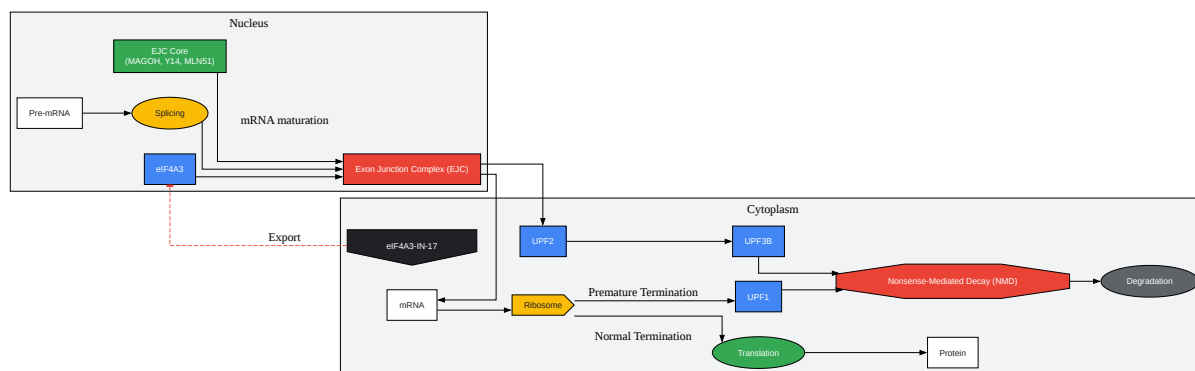 Nucleus
EJC Core
(MAGOH, Y14, MLN51)
Pre-mRNA
Splicing
mRNA maturation
eIF4A3
Exon Junction Complex (EJC)
Cytoplasm
Export
eIF4A3-IN-17
UPF2
UPF3B
Nonsense-Mediated Decay (NMD)
Degradation
mRNA
Ribosome
Premature Termination
UPF1
Normal Termination
Translation
Protein